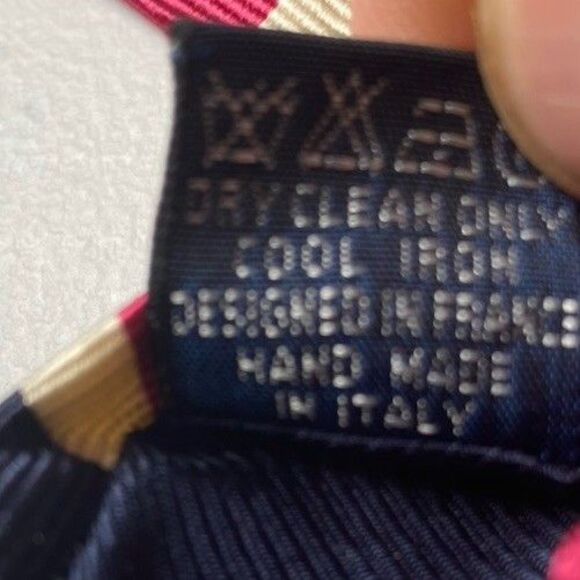 DRY CLEAN ONLY
COOL IRON
DESIGNED IN FRANCE
HAND MADE
IN ITALY